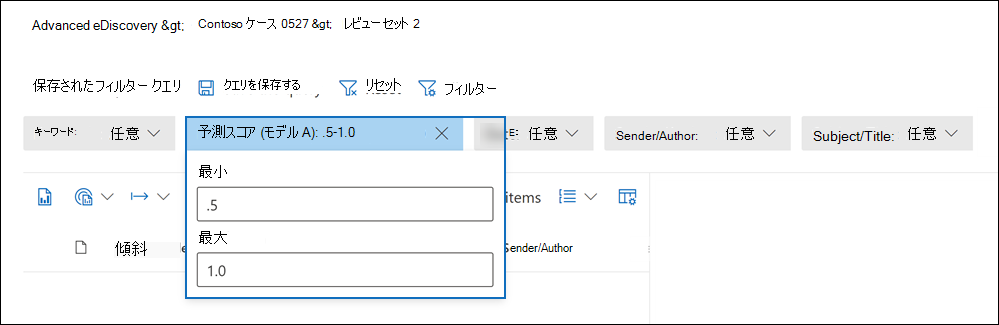 Advanced eDiscovery &gt; Contoso ケース 0527 &gt; レビュー セット 2
保存されたフィルター クエリ クエリを保存する リセット フィルター
キーワード: 任意 予測スコア (モデル A): .5-1.0 任意 Sender/Author: 任意 Subject/Title: 任意
最小
.5
items
最大
傾斜 Sender/Author
1.0